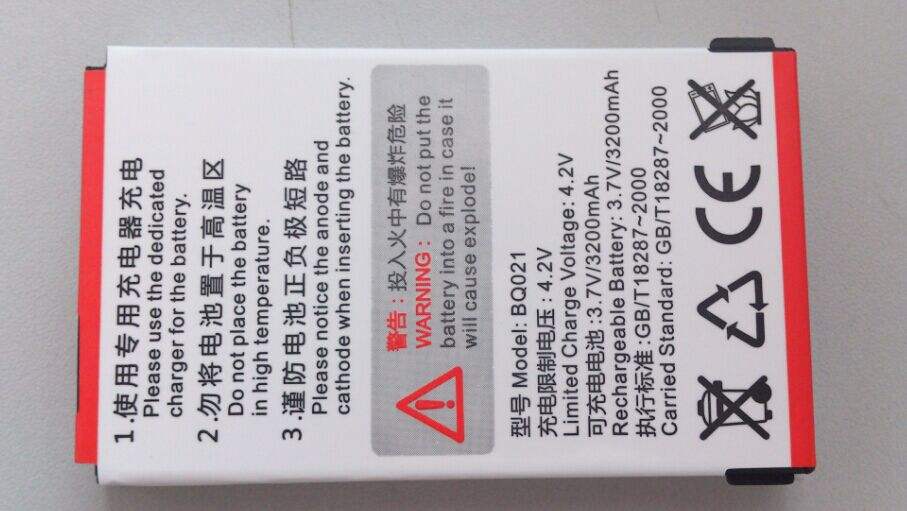 1.使用专用充电器充电
Please use the dedicated
charger for the battery.
2.勿将电池置于高温区
Do not place the battery
in high temperature.
3.谨防电池正负极短路
Please notice the anode and
cathode when inserting the battery.
警告：投入火中有爆炸危险
WARNING: Do not put the
battery into a fire in case it
will cause explode!
型号 Model: BQ021
充电限制电压: 4.2V
Limited Charge Voltage: 4.2V
可充电电池:3.7V/3200mAh
Rechargeable Battery: 3.7V/3200mAh
执行标准:GB/T18287~2000
Carried Standard: GB/T18287~2000
CE